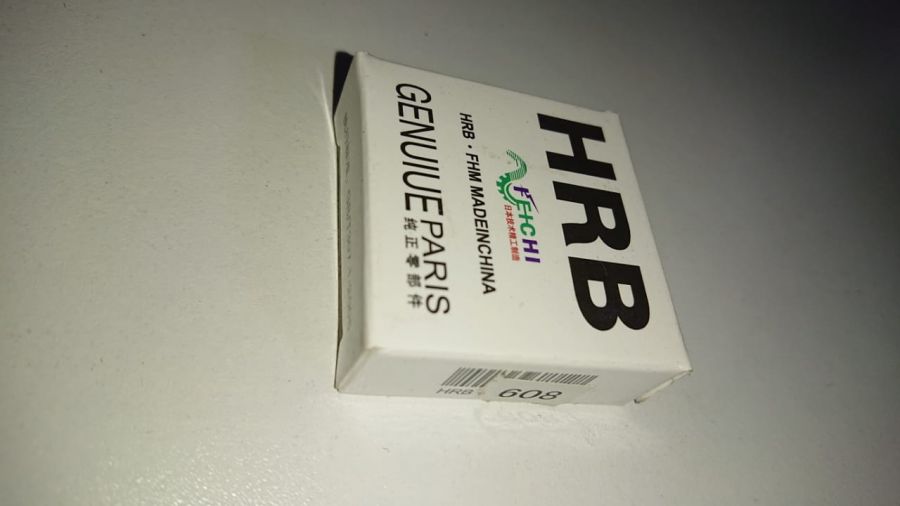 HRB
FEICHI
日本技术精工制造
HRB · FHM MADEINCHINA
GENUIUE PARIS
纯正零部件
HRB
608